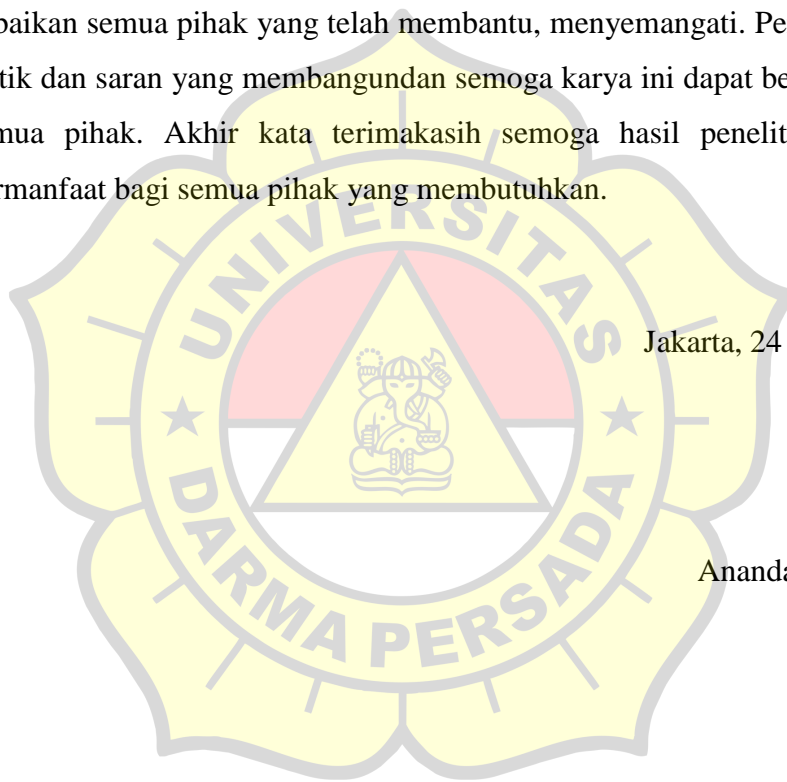 baikan semua pihak yang telah membantu, menyemangati. Pe
tik dan saran yang membangundan semoga karya ini dapat be
mua pihak. Akhir kata terimakasih semoga hasil penelit
rmanfaat bagi semua pihak yang membutuhkan.
UNIVERSITAS
Jakarta, 24
DARMA PERSADA
Ananda